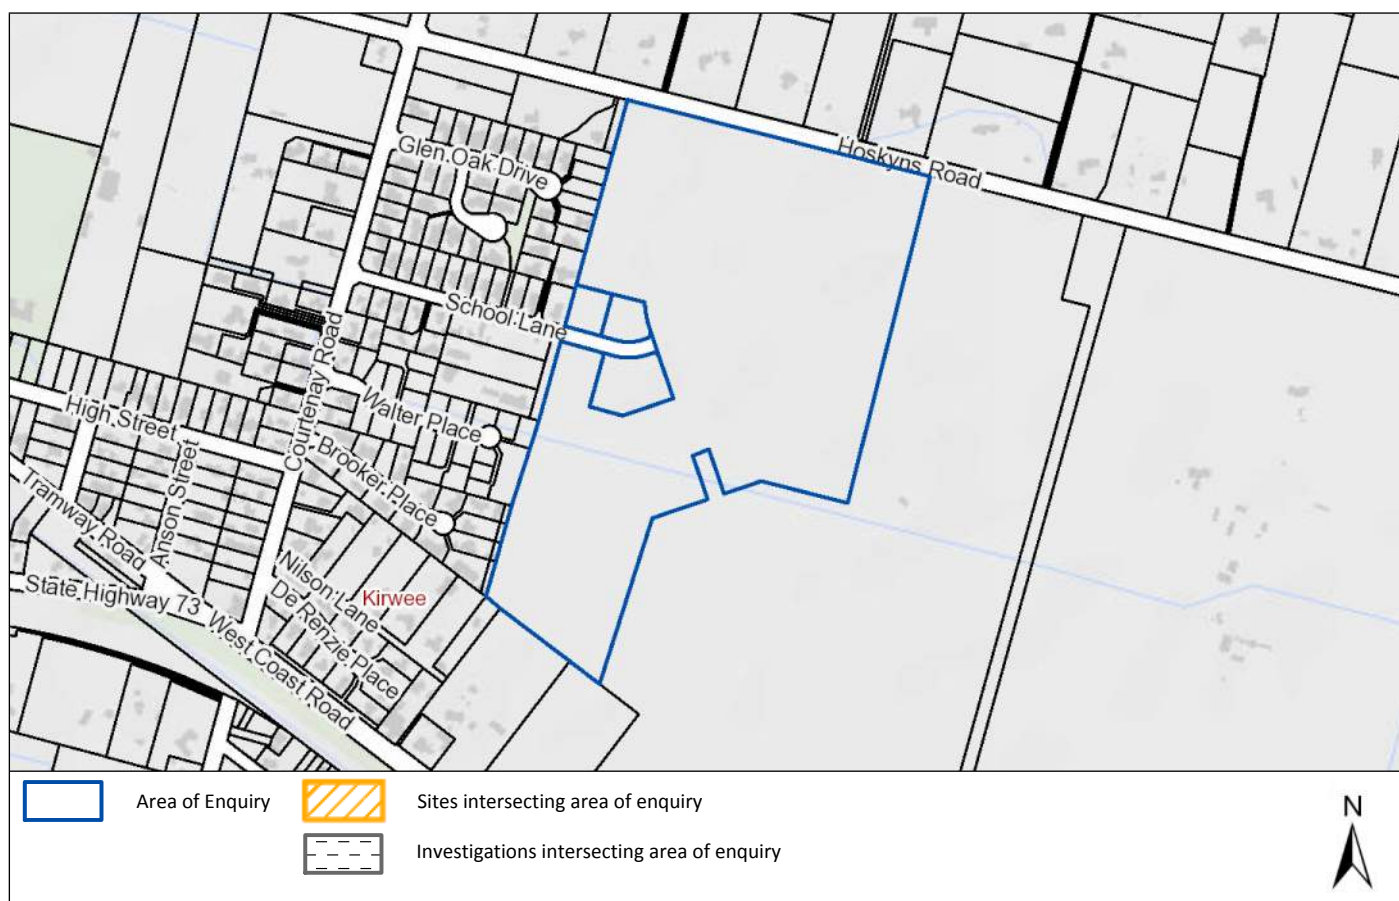 Hoskyns Road
Glen Oak Drive
School Lane
Courtenay Road
Walter Place
High Street
Brooker Place
Anson Street
Tramway Road
Nilson Lane
State Highway 73
Kirwee
De Renzie Place
West Coast Road
Area of Enquiry
Sites intersecting area of enquiry
N
Investigations intersecting area of enquiry